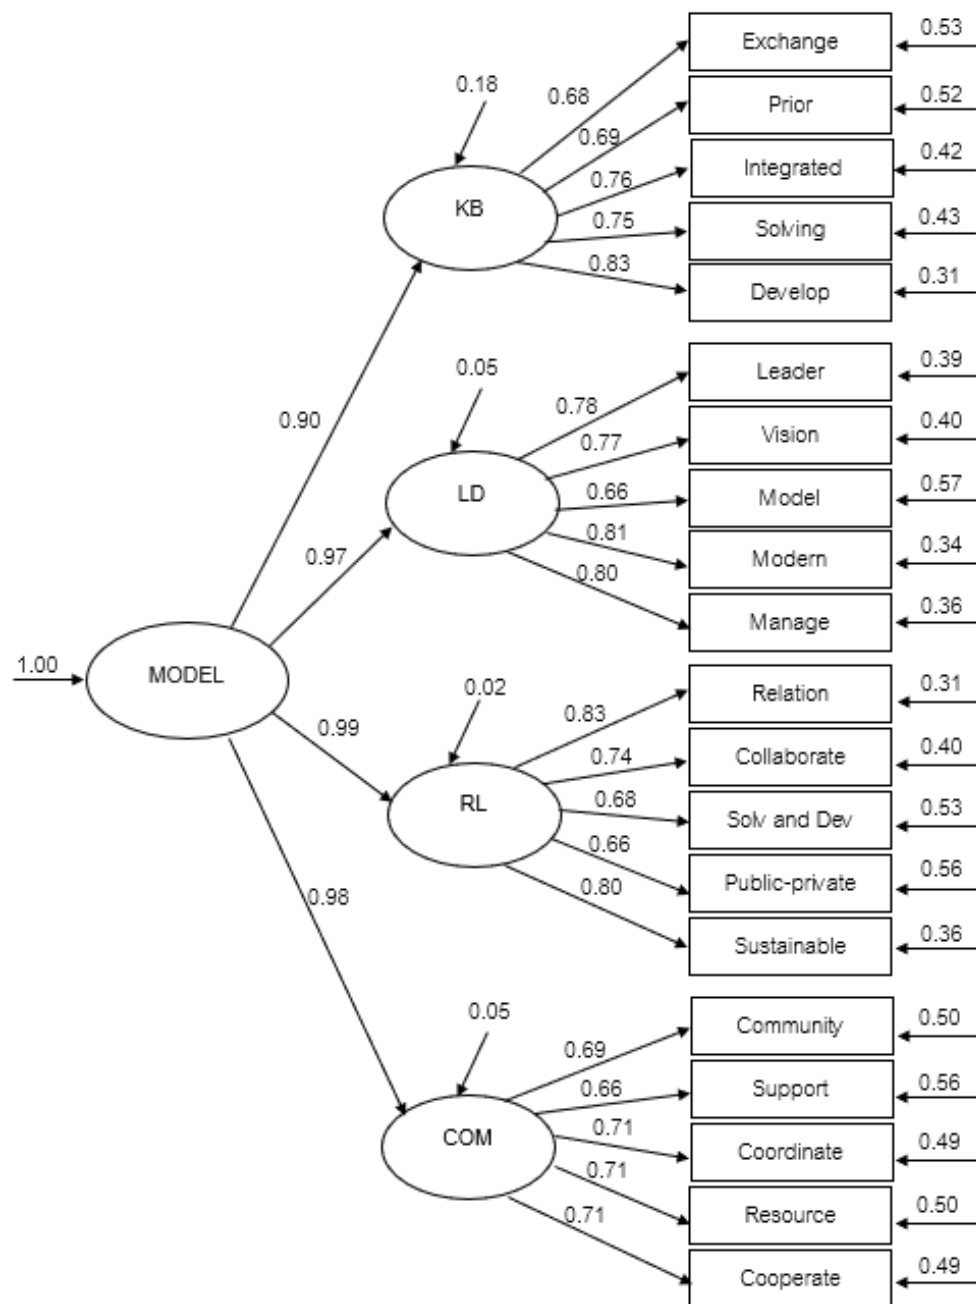 0.53
Exchange
0.18
0.68
0.52
Prior
0.69
0.42
Integrated
0.76
KB
0.43
Solving
0.75
0.31
Develop
0.83
0.39
Leader
0.05
0.78
0.90
0.40
Vision
0.77
0.57
Model
0.66
LD
0.34
Modern
0.81
0.97
0.36
Manage
0.80
1.00
MODEL
0.31
Relation
0.02
0.83
0.99
0.40
Collaborate
0.74
0.53
Solv and Dev
0.68
RL
0.56
Public-private
0.66
0.98
0.36
Sustainable
0.80
0.50
Community
0.05
0.69
0.56
Support
0.66
COM
0.49
Coordinate
0.71
0.50
Resource
0.71
0.49
Cooperate
0.71